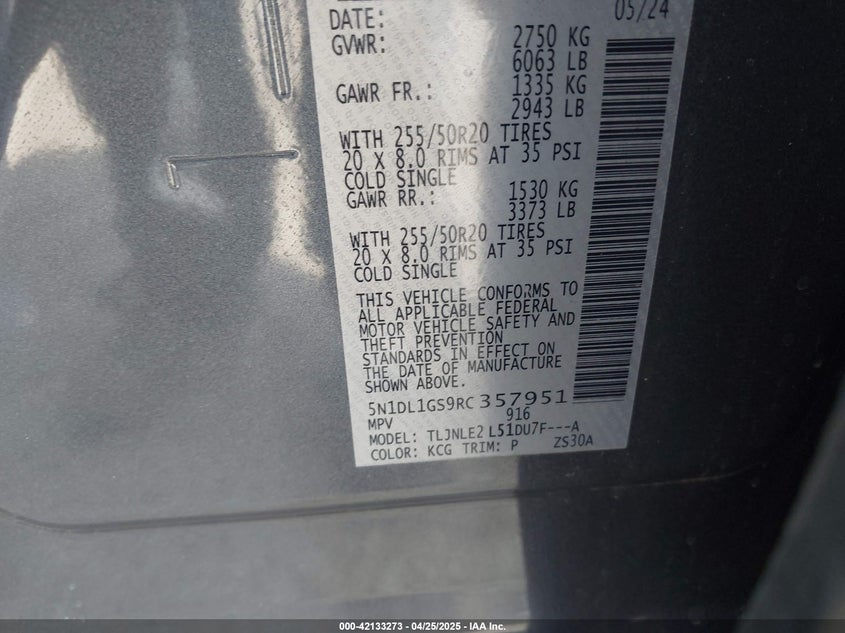 DATE: 05/24
GVWR: 2750 KG
6063 LB
GAWR FR.: 1335 KG
2943 LB
WITH 255/50R20 TIRES
20 X 8.0 RIMS AT 35 PSI
COLD SINGLE
GAWR RR.: 1530 KG
3373 LB
WITH 255/50R20 TIRES
20 X 8.0 RIMS AT 35 PSI
COLD SINGLE
THIS VEHICLE CONFORMS TO
ALL APPLICABLE FEDERAL
MOTOR VEHICLE SAFETY AND
THEFT PREVENTION
STANDARDS IN EFFECT ON
THE DATE OF MANUFACTURE
SHOWN ABOVE.
5N1DL1GS9RC357951
MPV 916
MODEL: TLJNLE2 L51DU7F---A
COLOR: KCG TRIM: P ZS30A
000-42133273 - 04/25/2025 - IAA Inc.